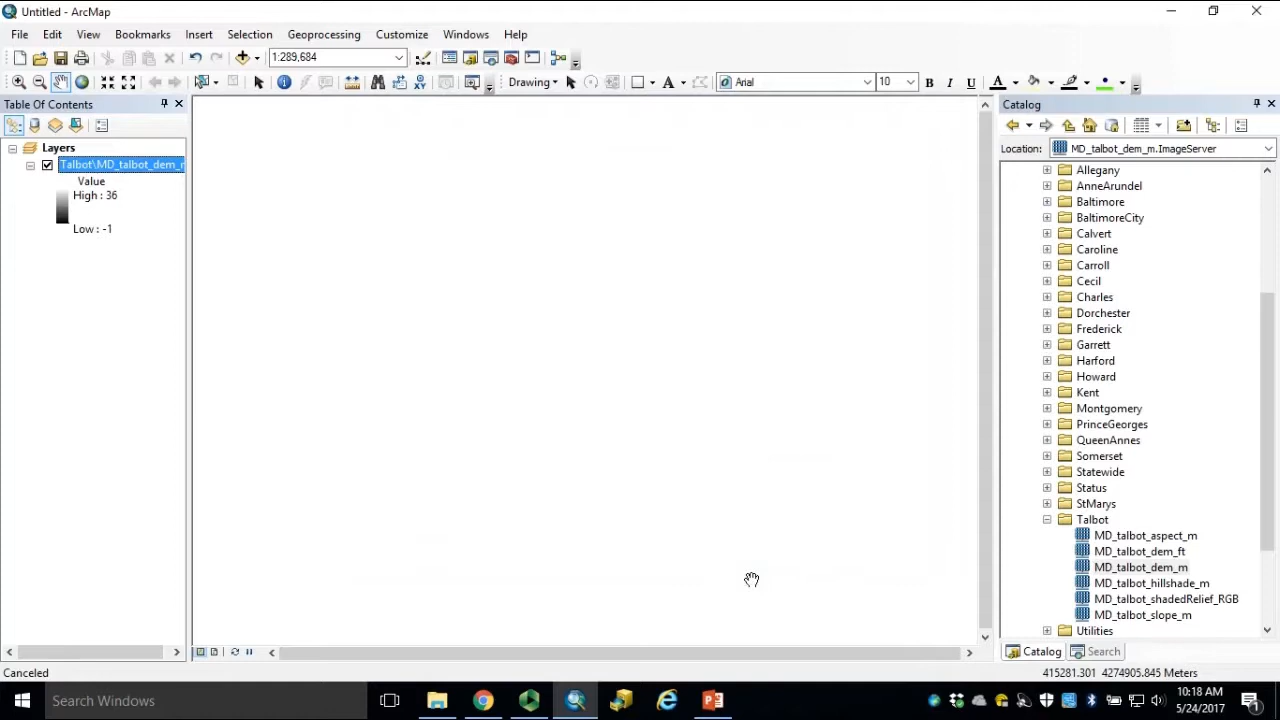 Untitled - ArcMap
File Edit View Bookmarks Insert Selection Geoprocessing Customize Windows Help
1:289,684
Drawing Arial 10 B I U A
Table Of Contents
Layers
Talbot\MD_talbot_dem_
Value
High : 36
Low : -1
Catalog
Location: MD_talbot_dem_m.ImageServer
Allegany
AnneArundel
Baltimore
BaltimoreCity
Calvert
Caroline
Carroll
Cecil
Charles
Dorchester
Frederick
Garrett
Harford
Howard
Kent
Montgomery
PrinceGeorges
QueenAnnes
Somerset
Statewide
Status
StMarys
Talbot
MD_talbot_aspect_m
MD_talbot_dem_ft
MD_talbot_dem_m
MD_talbot_hillshade_m
MD_talbot_shadedRelief_RGB
MD_talbot_slope_m
Utilities
Catalog Search
Canceled
415281.301 4274905.845 Meters
Search Windows
10:18 AM
5/24/2017